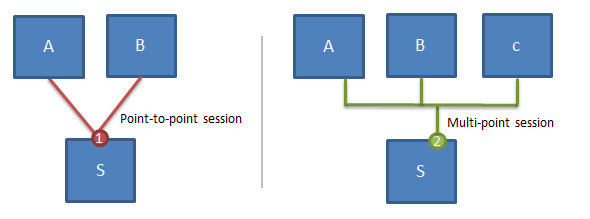 A
B
Point-to-point session
1
S
A
B
c
Multi-point session
2
S